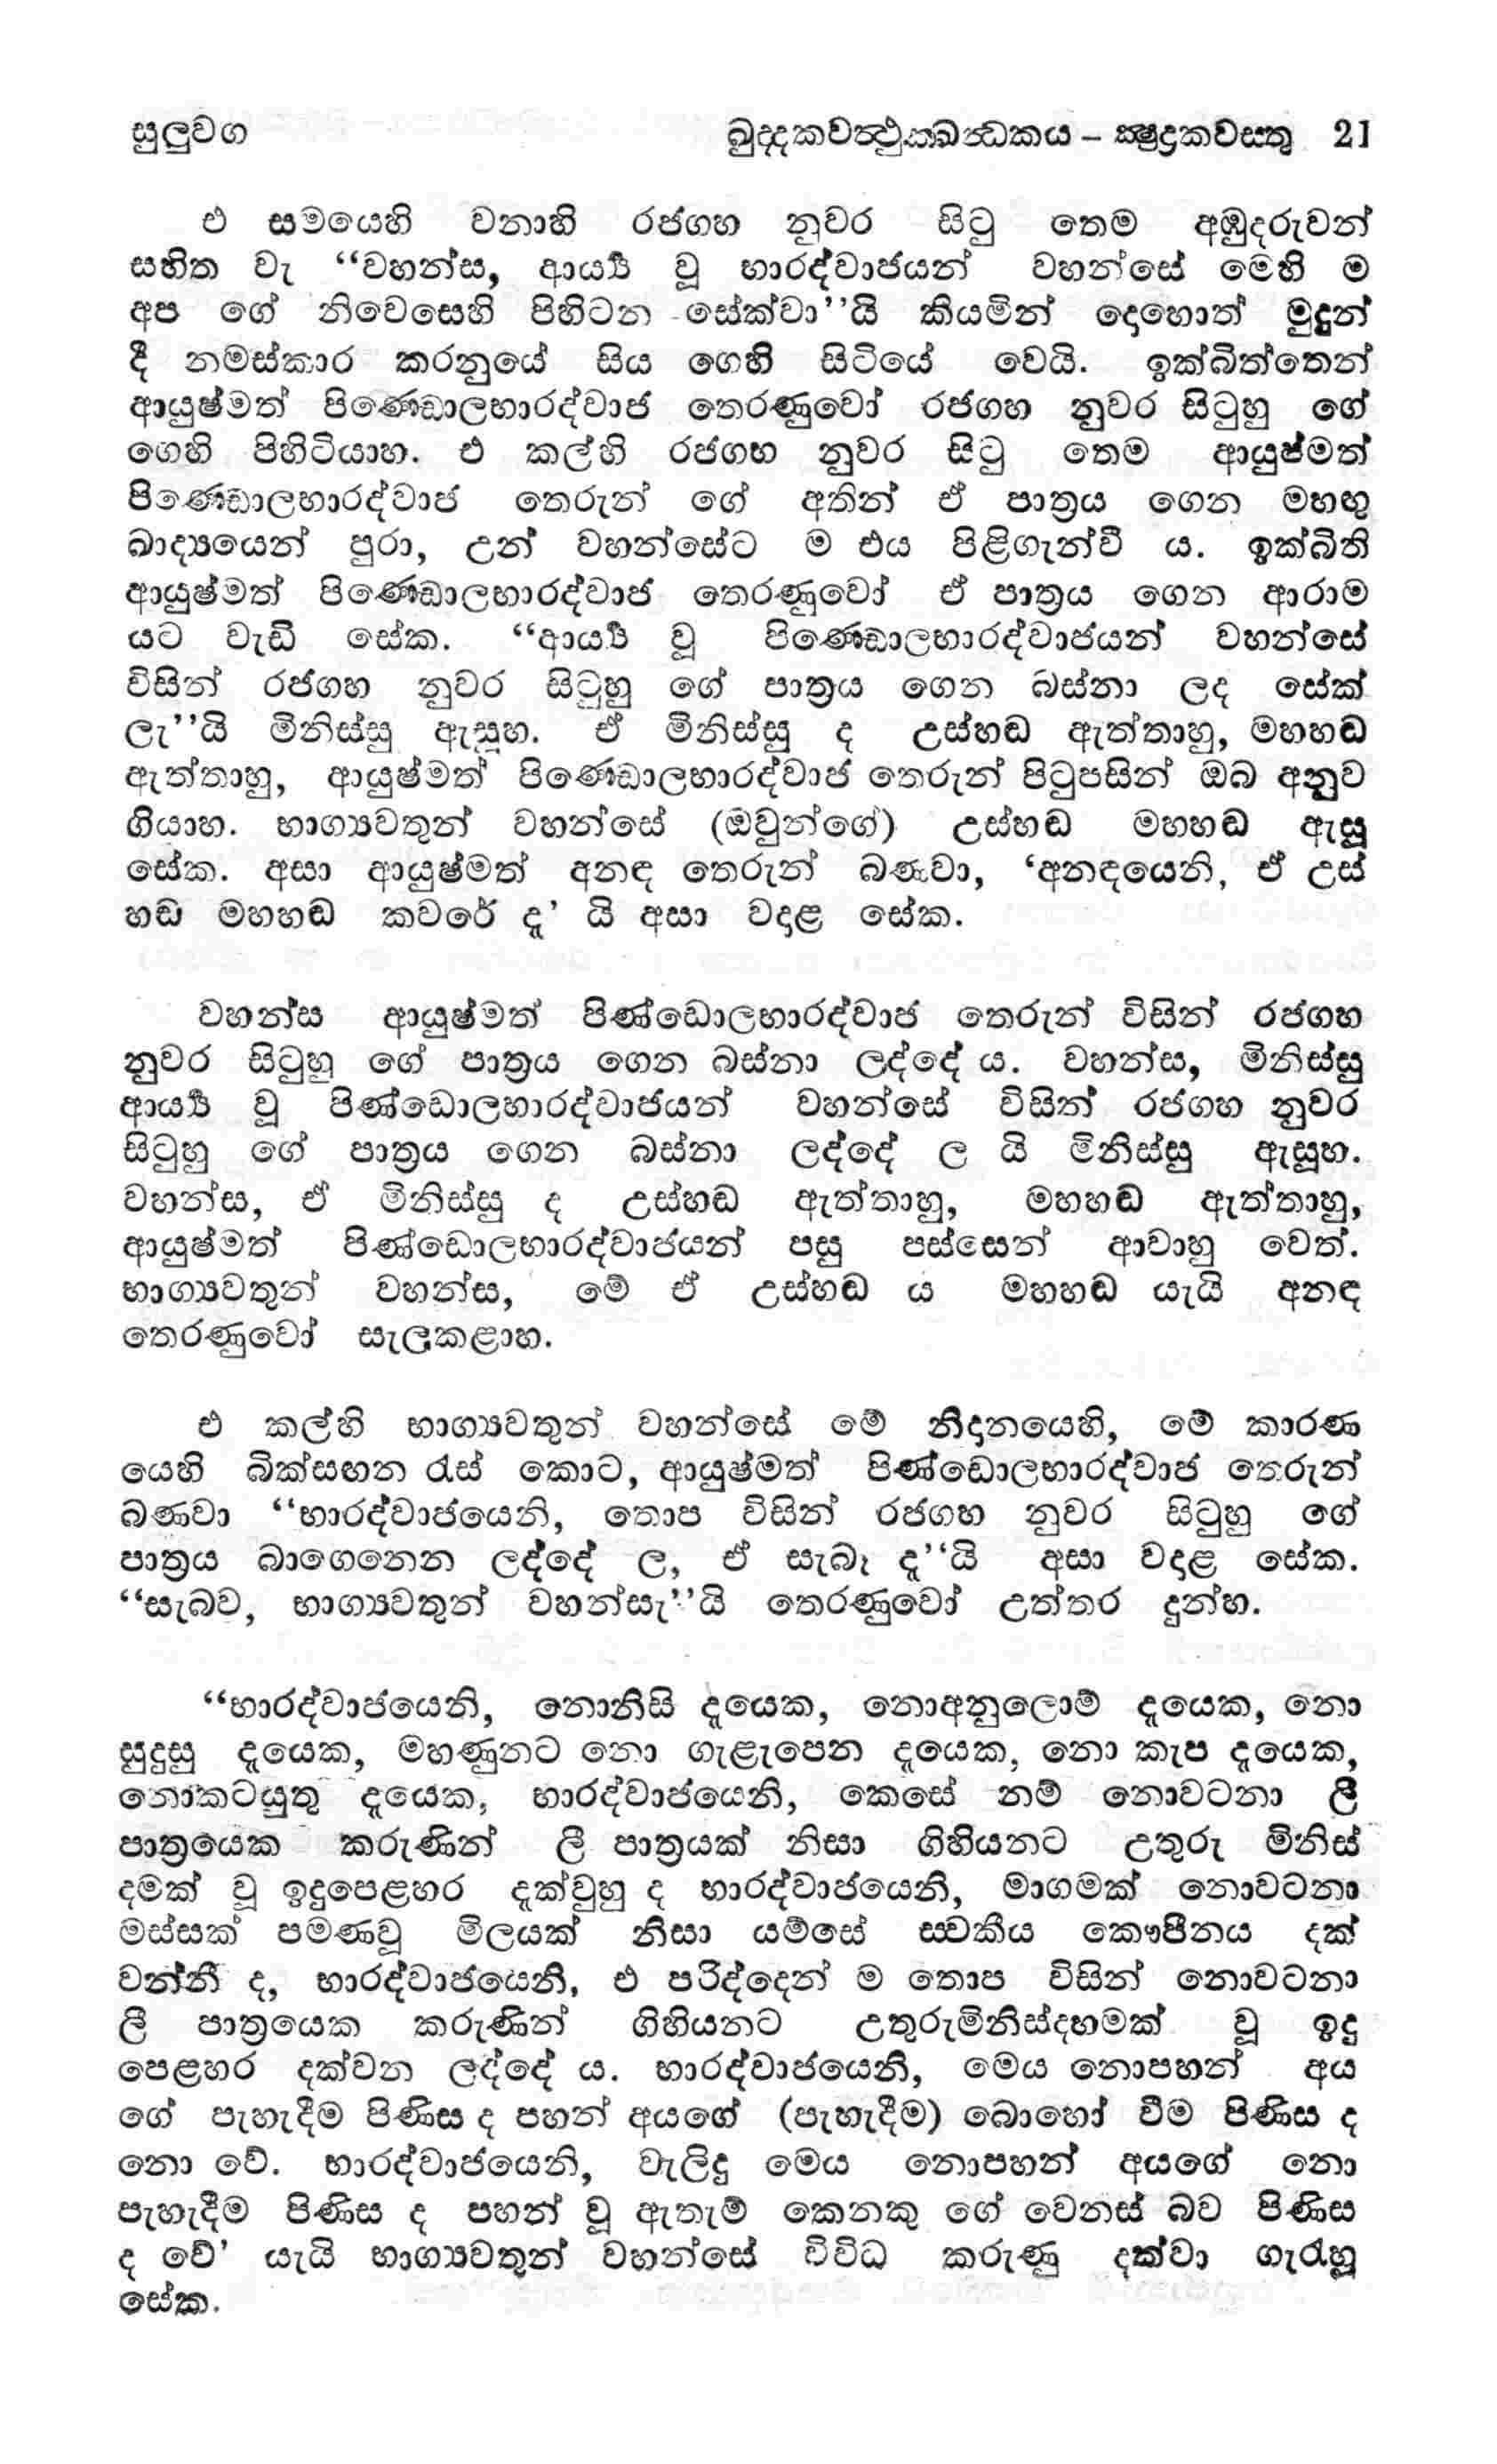 සුලුවග ඛුද්දකවත්‍ථුක්ඛන්‍ධකය – ක්‍ෂුද්‍රකවස්තු 21
එ සමයෙහි වනාහි රජගහ නුවර සිටු තෙම අඹුදරුවන්
සහිත වැ “වහන්ස, ආර්‍ය්‍ය වූ භාරද්වාජයන් වහන්සේ මෙහි ම
අප ගේ නිවෙසෙහි පිහිටන සේක්වා’’යි කියමින් දොහොත් මුදුන්
දී නමස්කාර කරනුයේ සිය ගෙහි සිටියේ වෙයි. ඉක්බිත්තෙන්
ආයුෂ්මත් පිණ්ඩොලභාරද්වාජ තෙරණුවෝ රජගහ නුවර සිටුහු ගේ
ගෙහි පිහිටියාහ. එ කල්හි රජගහ නුවර සිටු තෙම ආයුෂ්මත්
පිණ්ඩොලභාරද්වාජ තෙරුන් ගේ අතින් ඒ පාත්‍රය ගෙන මහඟු
ඛාද්‍යයෙන් පුරා, උන් වහන්සේට ම එය පිළිගැන්වී ය. ඉක්බිති
ආයුෂ්මත් පිණ්ඩොලභාරද්වාජ තෙරණුවෝ ඒ පාත්‍රය ගෙන ආරාම
යට වැඩි සේක. “ආර්‍ය්‍ය වූ පිණ්ඩොලභාරද්වාජයන් වහන්සේ
විසින් රජගහ නුවර සිටුහු ගේ පාත්‍රය ගෙන බස්නා ලද සේක්
ලැ’’යි මිනිස්සු ඇසූහ. ඒ මිනිස්සු ද උස්හඬ ඇත්තාහු, මහහඬ
ඇත්තාහු, ආයුෂ්මත් පිණ්ඩොලභාරද්වාජ තෙරුන් පිටුපසින් ඔබ අනුව
ගියාහ. භාග්‍යවතුන් වහන්සේ (ඔවුන්ගේ) උස්හඬ මහහඬ ඇසූ
සේක. අසා ආයුෂ්මත් අනඳ තෙරුන් බණවා, ‘අනඳයෙනි, ඒ උස්
හඬ මහහඬ කවරේ දැ’ යි අසා වදාළ සේක.
වහන්ස ආයුෂ්මත් පිණ්ඩොලභාරද්වාජ තෙරුන් විසින් රජගහ
නුවර සිටුහු ගේ පාත්‍රය ගෙන බස්නා ලද්දේ ය. වහන්ස, මිනිස්සු
ආර්‍ය්‍ය වූ පිණ්ඩොලභාරද්වාජයන් වහන්සේ විසින් රජගහ නුවර
සිටුහු ගේ පාත්‍රය ගෙන බස්නා ලද්දේ ල යි මිනිස්සු ඇසූහ.
වහන්ස, ඒ මිනිස්සු ද උස්හඬ ඇත්තාහු, මහහඬ ඇත්තාහු,
ආයුෂ්මත් පිණ්ඩොලභාරද්වාජයන් පසු පස්සෙන් ආවාහු වෙත්.
භාග්‍යවතුන් වහන්ස, මේ ඒ උස්හඬ ය මහහඬ යැයි අනඳ
තෙරණුවෝ සැලකළාහ.
එ කල්හි භාග්‍යවතුන් වහන්සේ මේ නිදානයෙහි, මේ කාරණ
යෙහි බික්සඟන රැස් කොට, ආයුෂ්මත් පිණ්ඩොලභාරද්වාජ තෙරුන්
බණවා “භාරද්වාජයෙනි, තොප විසින් රජගහ නුවර සිටුහු ගේ
පාත්‍රය බාගෙනෙන ලද්දේ ල, ඒ සැබෑ දැ“යි අසා වදාළ සේක.
“සැබව, භාග්‍යවතුන් වහන්සැ’’යි තෙරණුවෝ උත්තර දුන්හ.
“භාරද්වාජයෙනි, නොනිසි දැයෙක, නොඅනුලොම් දැයෙක, නො
සුදුසු දැයෙක, මහණුනට නො ගැළැපෙන දැයෙක, නො කැප දැයෙක,
නොකටයුතු දැයෙක, භාරද්වාජයෙනි, කෙසේ නම් නොවටනා ලී
පාත්‍රයෙක කරුණින් ලී පාත්‍රයක් නිසා ගිහියනට උතුරු මිනිස්
දමක් වූ ඉදුපෙළහර දැක්වුහු ද භාරද්වාජයෙනි, මාගමක් නොවටනා
මස්සක් පමණවූ මිලයක් නිසා යම්සේ ස්වකීය කෞපීනය දක්
වන්නී ද, භාරද්වාජයෙනි, එ පරිද්දෙන් ම තොප විසින් නොවටනා
ලී පාත්‍රයෙක කරුණින් ගිහියනට උතුරුමිනිස්දහමක් වූ ඉදු
පෙළහර දක්වන ලද්දේ ය. භාරද්වාජයෙනි, මෙය නොපහන් අය
ගේ පැහැදීම පිණිස ද පහන් අයගේ (පැහැදීම) බොහෝ වීම පිණිස ද
නො වේ. භාරද්වාජයෙනි, වැලිදු මෙය නොපහන් අයගේ නො
පැහැදීම පිණිස ද පහන් වූ ඇතැම් කෙනකු ගේ වෙනස් බව පිණිස
ද වේ’ යැයි භාග්‍යවතුන් වහන්සේ විවිධ කරුණු දක්වා ගැරැහූ
සේක.